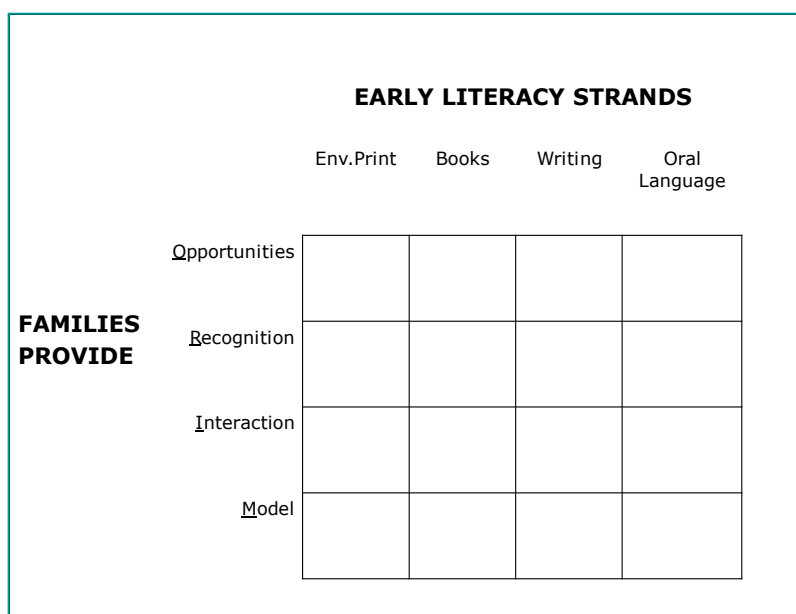 EARLY LITERACY STRANDS
Env.Print Books Writing Oral
Language
Opportunities
FAMILIES
PROVIDE
Recognition
Interaction
Model